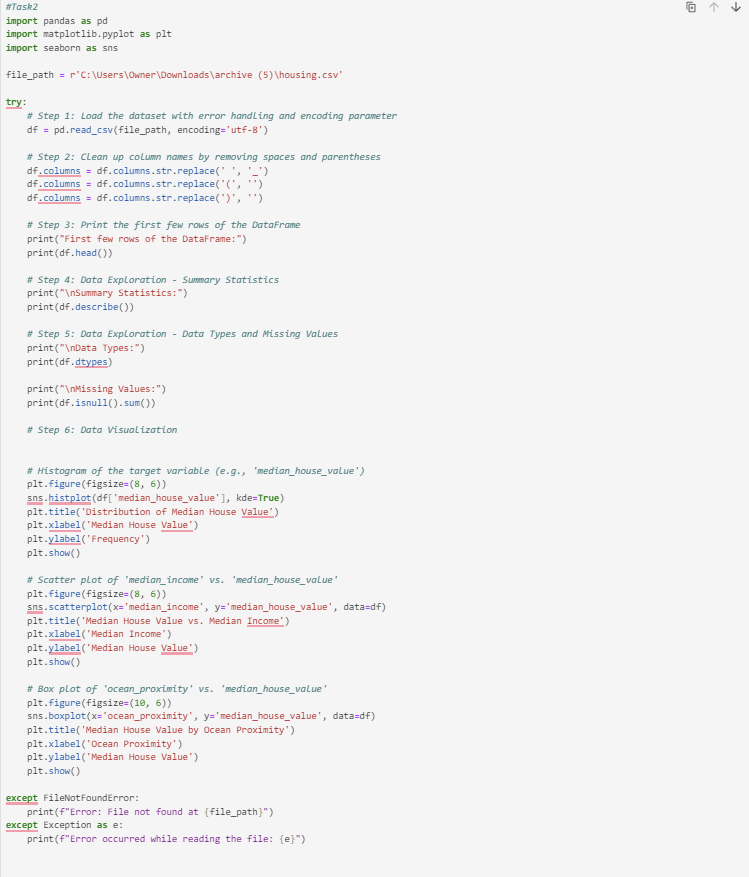 #Task2
import pandas as pd
import matplotlib.pyplot as plt
import seaborn as sns

file_path = r'C:\Users\Owner\Downloads\archive (5)\housing.csv'

try:
    # Step 1: Load the dataset with error handling and encoding parameter
    df = pd.read_csv(file_path, encoding='utf-8')

    # Step 2: Clean up column names by removing spaces and parentheses
    df.columns = df.columns.str.replace(' ', '_')
    df.columns = df.columns.str.replace('(', '')
    df.columns = df.columns.str.replace(')', '')

    # Step 3: Print the first few rows of the DataFrame
    print("First few rows of the DataFrame:")
    print(df.head())

    # Step 4: Data Exploration - Summary Statistics
    print("\nSummary Statistics:")
    print(df.describe())

    # Step 5: Data Exploration - Data Types and Missing Values
    print("\nData Types:")
    print(df.dtypes)

    print("\nMissing Values:")
    print(df.isnull().sum())

    # Step 6: Data Visualization


    # Histogram of the target variable (e.g., 'median_house_value')
    plt.figure(figsize=(8, 6))
    sns.histplot(df['median_house_value'], kde=True)
    plt.title('Distribution of Median House Value')
    plt.xlabel('Median House Value')
    plt.ylabel('Frequency')
    plt.show()

    # Scatter plot of 'median_income' vs. 'median_house_value'
    plt.figure(figsize=(8, 6))
    sns.scatterplot(x='median_income', y='median_house_value', data=df)
    plt.title('Median House Value vs. Median Income')
    plt.xlabel('Median Income')
    plt.ylabel('Median House Value')
    plt.show()

    # Box plot of 'ocean_proximity' vs. 'median_house_value'
    plt.figure(figsize=(10, 6))
    sns.boxplot(x='ocean_proximity', y='median_house_value', data=df)
    plt.title('Median House Value by Ocean Proximity')
    plt.xlabel('Ocean Proximity')
    plt.ylabel('Median House Value')
    plt.show()

except FileNotFoundError:
    print(f"Error: File not found at {file_path}")
except Exception as e:
    print(f"Error occurred while reading the file: {e}")